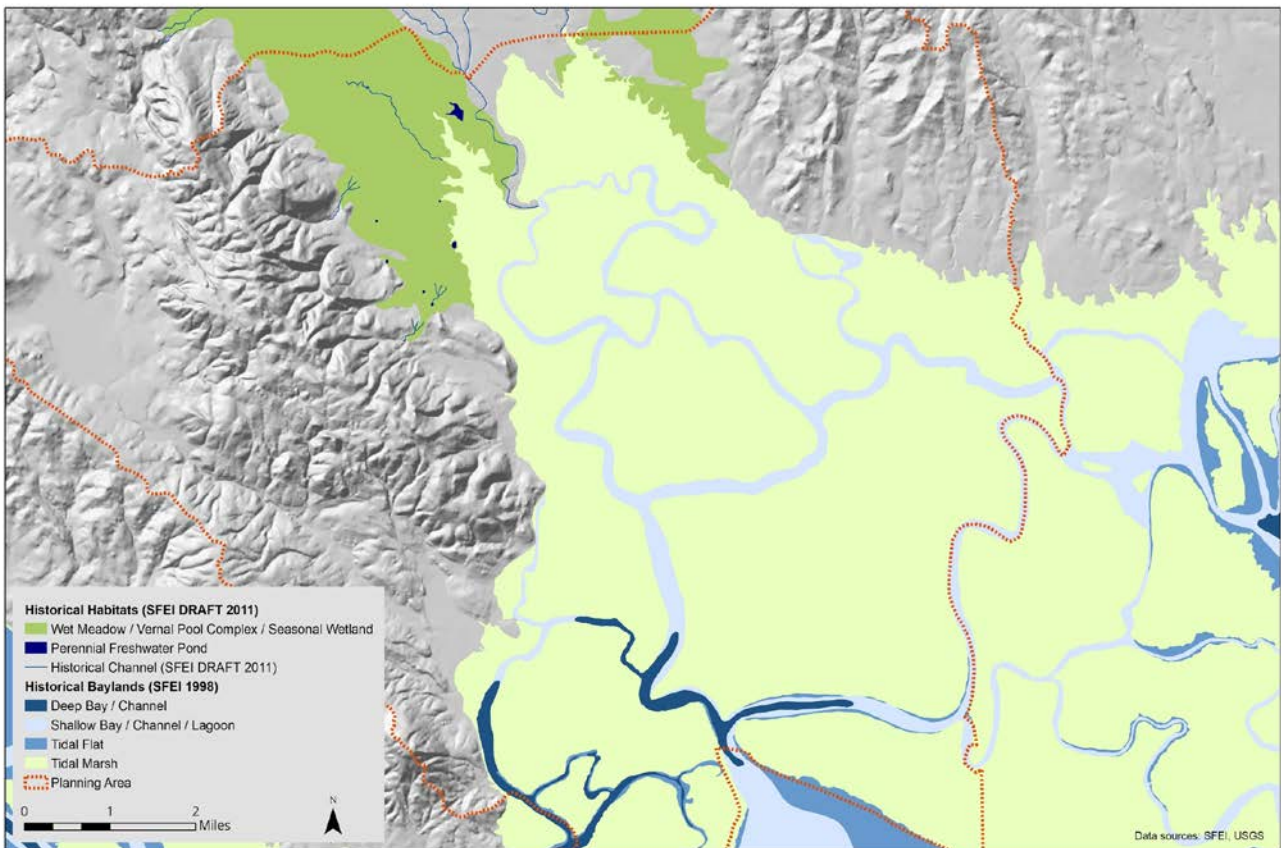 Historical Habitats (SFEI DRAFT 2011)
Wet Meadow / Vernal Pool Complex / Seasonal Wetland
Perennial Freshwater Pond
Historical Channel (SFEI DRAFT 2011)
Historical Baylands (SFEI 1998)
Deep Bay / Channel
Shallow Bay / Channel / Lagoon
Tidal Flat
Tidal Marsh
Planning Area
0 1 2
Miles
N
Data sources: SFEI, USGS